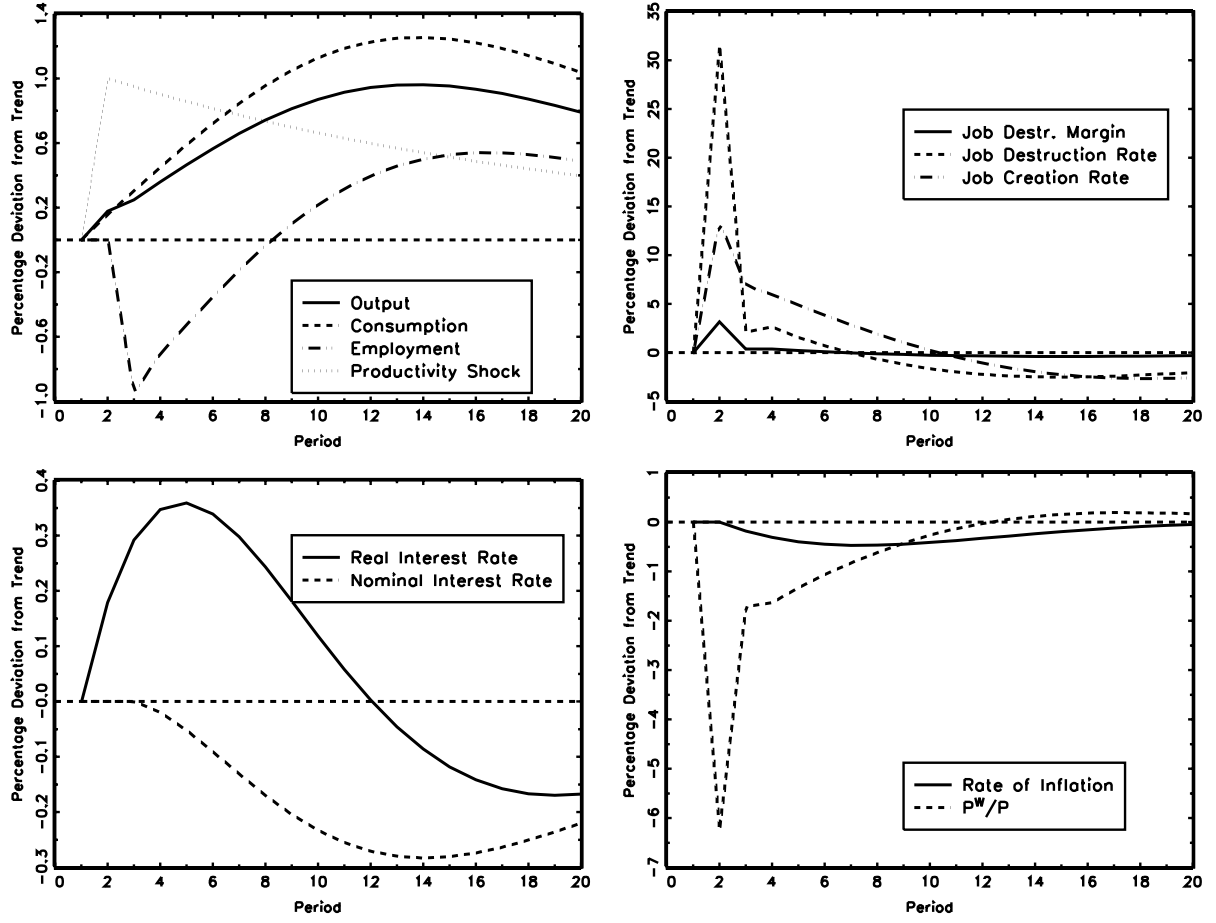 Percentage Deviation from Trend
1.4
1.0
0.6
0.2
−0.2
−0.6
−1.0
Output
Consumption
Employment
Productivity Shock
0 2 4 6 8 10 12 14 16 18 20
Period
Percentage Deviation from Trend
35
30
25
20
15
10
5
0
−5
Job Destr. Margin
Job Destruction Rate
Job Creation Rate
0 2 4 6 8 10 12 14 16 18 20
Period
Percentage Deviation from Trend
0.4
0.3
0.2
0.1
−0.0
−0.1
−0.2
−0.3
Real Interest Rate
Nominal Interest Rate
0 2 4 6 8 10 12 14 16 18 20
Period
Percentage Deviation from Trend
1
0
−1
−2
−3
−4
−5
−6
−7
Rate of Inflation
P^W/P
0 2 4 6 8 10 12 14 16 18 20
Period